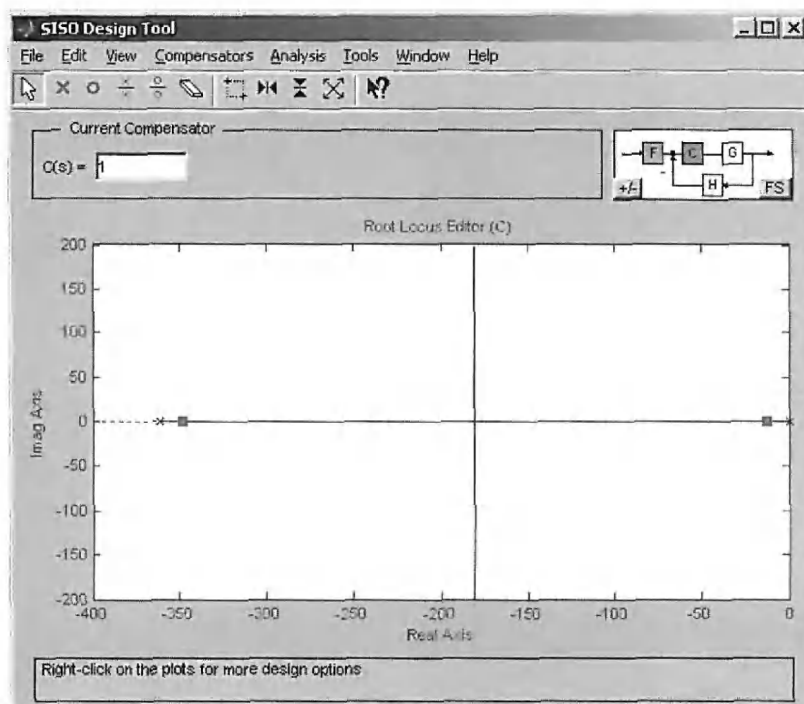 SISO Design Tool
File Edit View Compensators Analysis Tools Window Help
Current Compensator
C(s) = 1
F C G
H
+/- FS
Root Locus Editor (C)
200
150
100
50
0
-50
-100
-150
-200
Imag Axis
-400 -350 -300 -250 -200 -150 -100 -50 0
Real Axis
Right-click on the plots for more design options